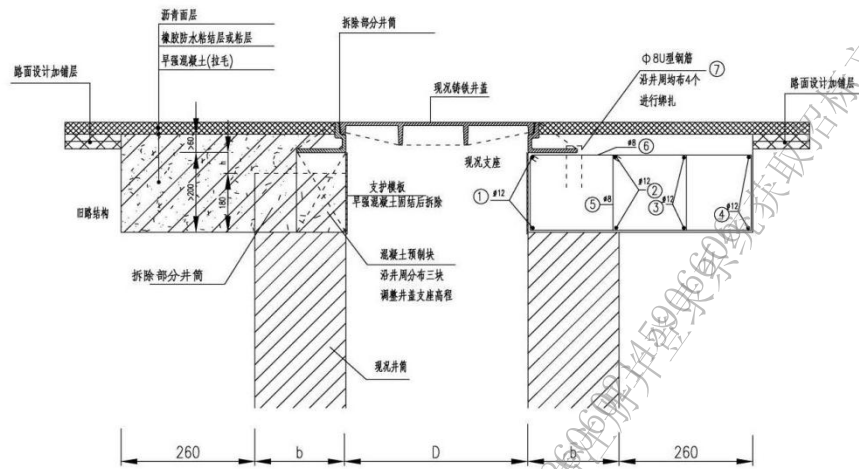 沥青面层
橡胶防水粘结层或粘层
早强混凝土(拉毛)
路面设计加铺层
拆除部分井筒
现况铸铁井盖
Φ8U型钢筋
沿井周均布4个
进行绑扎
⑦
路面设计加铺层
>60
h
>200
180
旧路结构
现况支座
ø8
⑥
支护模板
早强混凝土固结后拆除
①
ø12
⑤
ø8
ø12
②
ø12
③
ø12
④
混凝土预制块
沿井周分布三块
调整井盖支座高程
拆除部分井筒
现况井筒
260
b
D
b
260